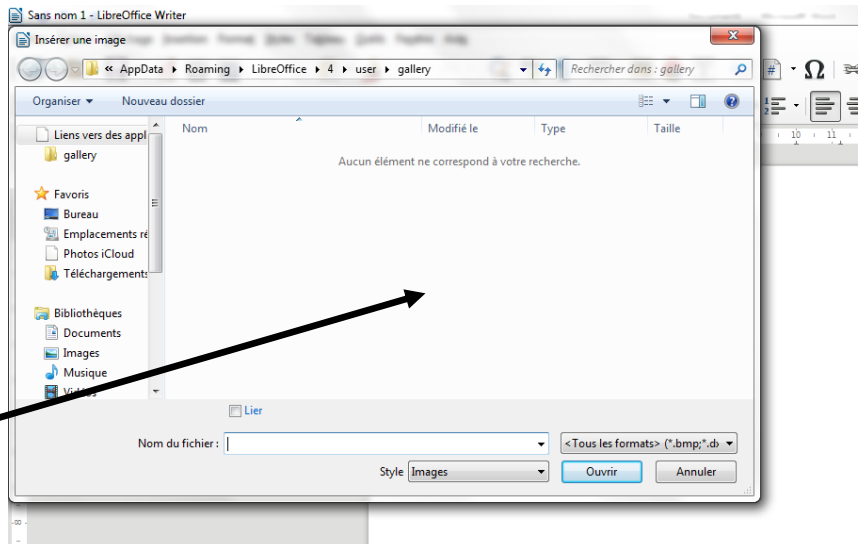 Sans nom 1 - LibreOffice Writer
Insérer une image
« AppData ▸ Roaming ▸ LibreOffice ▸ 4 ▸ user ▸ gallery
Rechercher dans : gallery
Organiser Nouveau dossier
Liens vers des appl
gallery
Favoris
Bureau
Emplacements ré
Photos iCloud
Téléchargements
Bibliothèques
Documents
Images
Musique
Nom Modifié le Type Taille
Aucun élément ne correspond à votre recherche.
Lier
Nom du fichier :
<Tous les formats> (*.bmp;*.d
Style Images
Ouvrir Annuler
# Ω
10 11